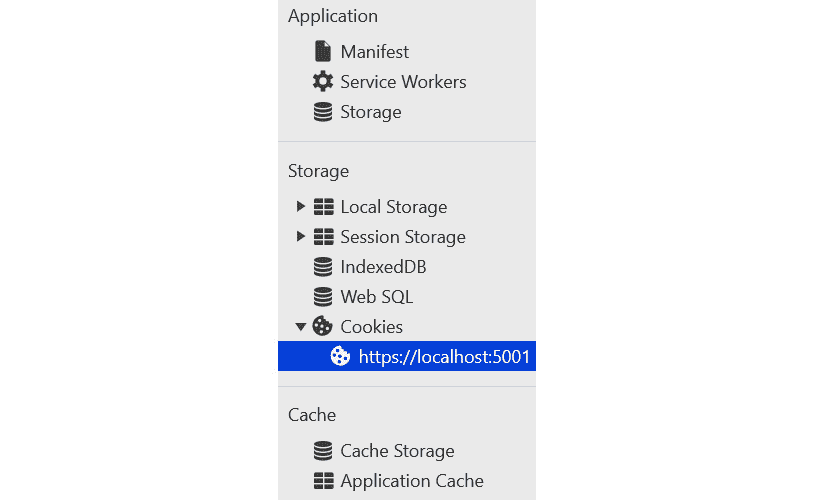 Application
Manifest
Service Workers
Storage
Storage
Local Storage
Session Storage
IndexedDB
Web SQL
Cookies
https://localhost:5001
Cache
Cache Storage
Application Cache